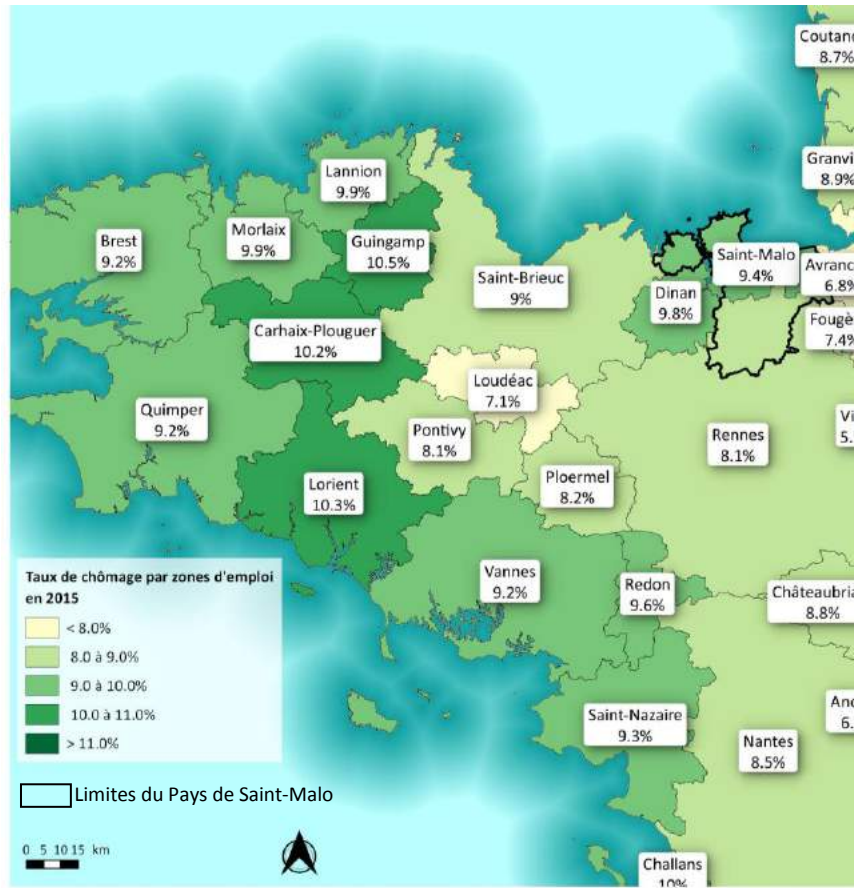 Coutanc
8.7%
Granvi
8.9%
Lannion
9.9%
Morlaix
9.9%
Guingamp
10.5%
Brest
9.2%
Saint-Brieuc
9%
Saint-Malo
9.4%
Avranc
6.8%
Dinan
9.8%
Fougè
7.4%
Carhaix-Plouguer
10.2%
Loudéac
7.1%
Quimper
9.2%
Pontivy
8.1%
Rennes
8.1%
Vi
5.
Ploermel
8.2%
Lorient
10.3%
Vannes
9.2%
Redon
9.6%
Châteaubria
8.8%
Saint-Nazaire
9.3%
Nantes
8.5%
Anc
6.
Challans
10%
Taux de chômage par zones d'emploi
en 2015
< 8.0%
8.0 à 9.0%
9.0 à 10.0%
10.0 à 11.0%
> 11.0%
Limites du Pays de Saint-Malo
0 5 10 15 km